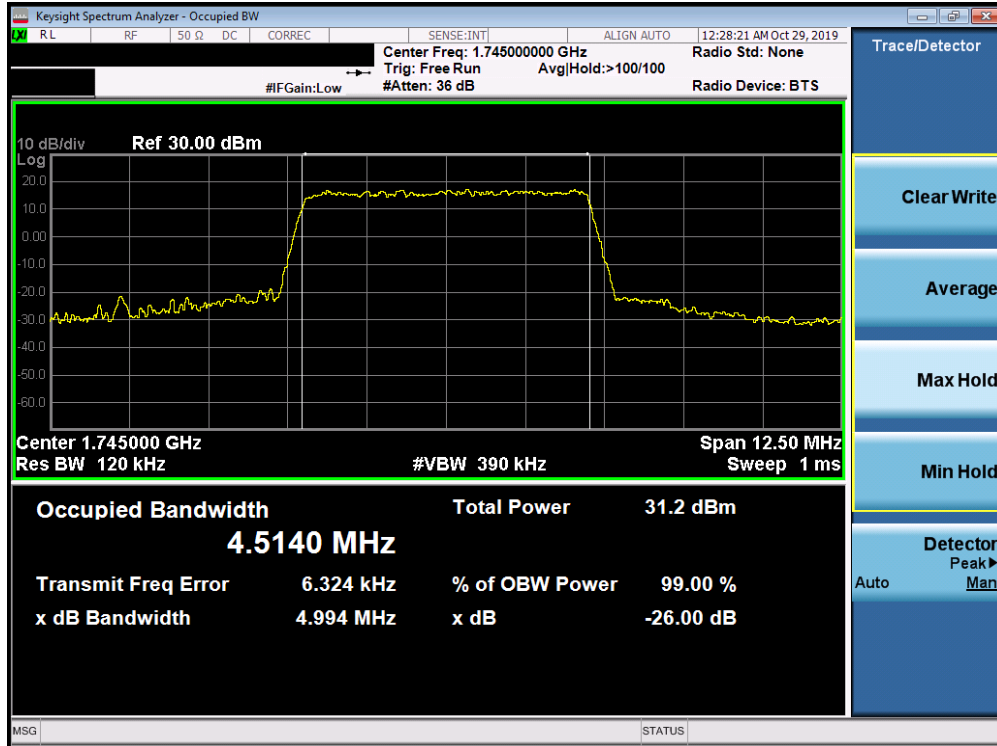 Keysight Spectrum Analyzer - Occupied BW
LXI RL RF 50 Ω DC CORREC SENSE:INT ALIGN AUTO 12:28:21 AM Oct 29, 2019
Center Freq: 1.745000000 GHz Radio Std: None
Trig: Free Run Avg|Hold:>100/100
#IFGain:Low #Atten: 36 dB Radio Device: BTS
10 dB/div Ref 30.00 dBm
Log
20.0
10.0
0.00
-10.0
-20.0
-30.0
-40.0
-50.0
-60.0
Center 1.745000 GHz Span 12.50 MHz
Res BW 120 kHz #VBW 390 kHz Sweep 1 ms
Occupied Bandwidth Total Power 31.2 dBm
4.5140 MHz
Transmit Freq Error 6.324 kHz % of OBW Power 99.00 %
x dB Bandwidth 4.994 MHz x dB -26.00 dB
MSG STATUS
Trace/Detector
Clear Write
Average
Max Hold
Min Hold
Detector
Peak▶
Auto Man